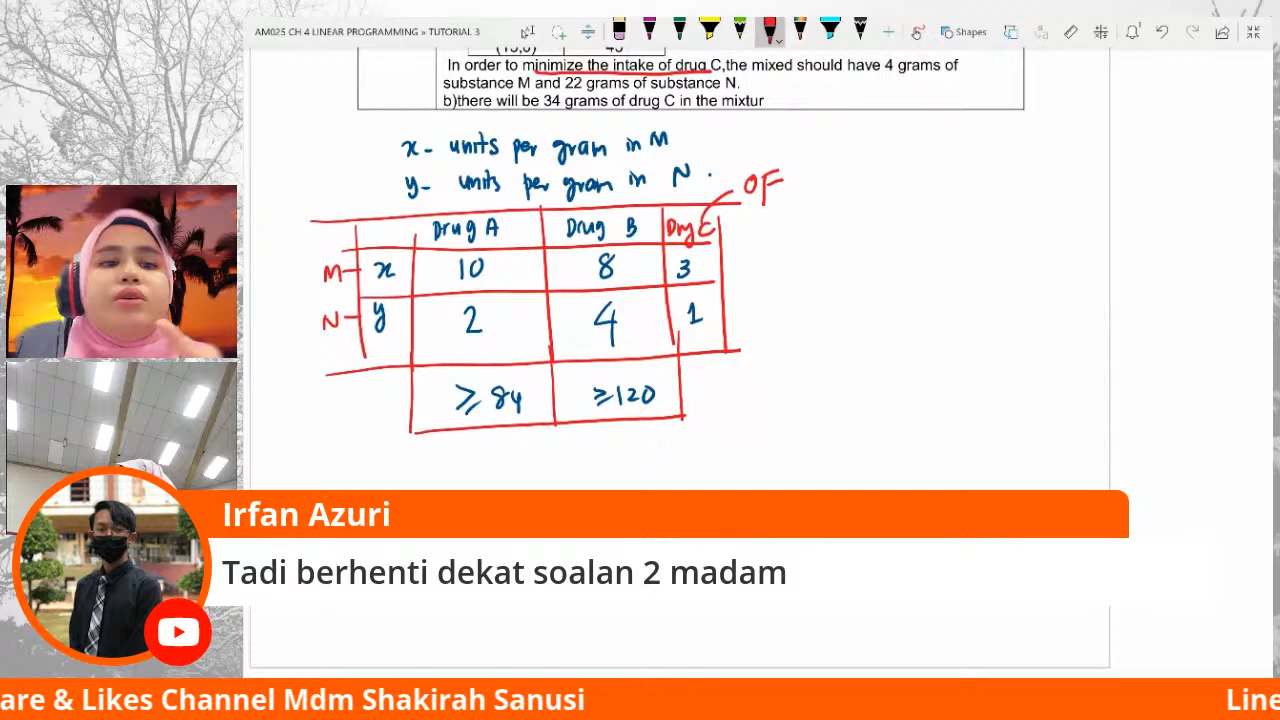 AM025 CH 4 LINEAR PROGRAMMING » TUTORIAL 3
Shapes
In order to minimize the intake of drug C,the mixed should have 4 grams of
substance M and 22 grams of substance N.
b)there will be 34 grams of drug C in the mixtur
x - units per gram in M
y - units per gram in N .
OF
Drug A Drug B Drug C
M x 10 8 3
N y 2 4 1
≥ 84 ≥ 120
Irfan Azuri
Tadi berhenti dekat soalan 2 madam
are & Likes Channel Mdm Shakirah Sanusi
Line